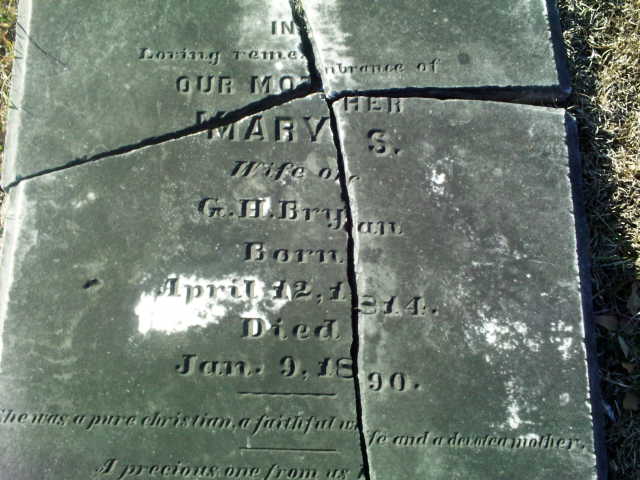 IN
Loving remembrance of
OUR MOTHER
MARY S.
Wife of
G.H. Bryan
Born
April 12, 1814.
Died
Jan. 9, 1890.
She was a pure christian, a faithful wife and a devoted mother.
A precious one from us